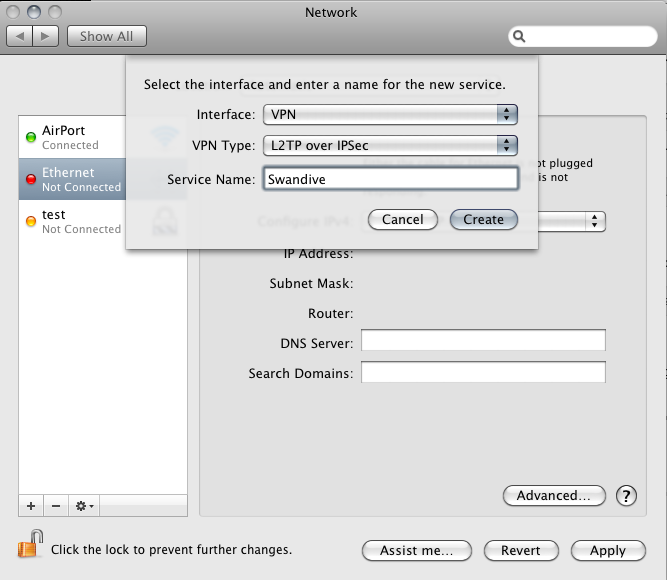 Network
Show All
Select the interface and enter a name for the new service.
Interface: VPN
VPN Type: L2TP over IPSec
Service Name: Swandive
Cancel Create
AirPort
Connected
Ethernet
Not Connected
test
Not Connected
not plugged
is not
Configure IPv4:
IP Address:
Subnet Mask:
Router:
DNS Server:
Search Domains:
Advanced... ?
Click the lock to prevent further changes.
Assist me... Revert Apply